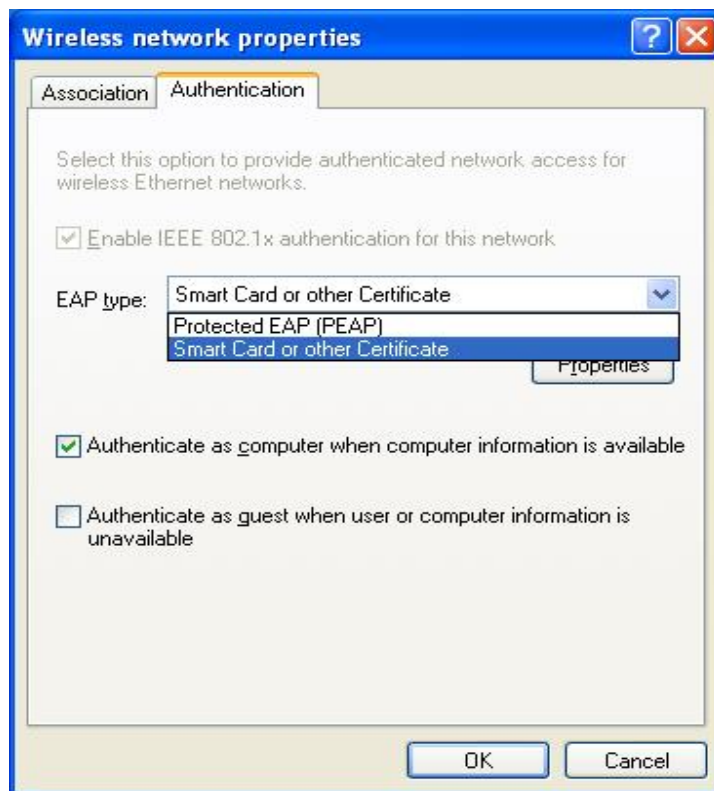 Wireless network properties
Association Authentication
Select this option to provide authenticated network access for
wireless Ethernet networks.
Enable IEEE 802.1x authentication for this network
EAP type: Smart Card or other Certificate
Protected EAP (PEAP)
Smart Card or other Certificate
Properties
Authenticate as computer when computer information is available
Authenticate as guest when user or computer information is
unavailable
OK Cancel